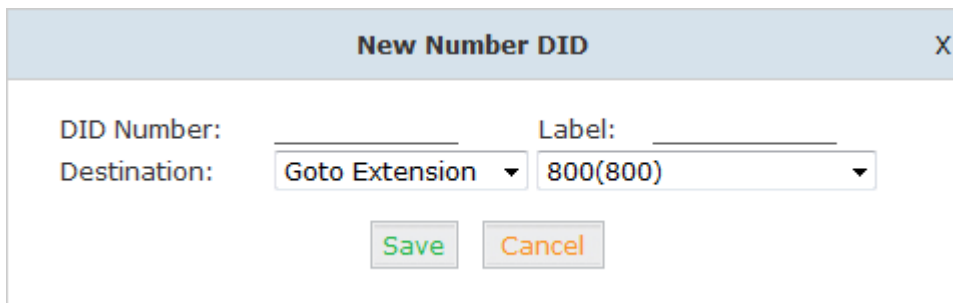 New Number DID X
DID Number: Label:
Destination: Goto Extension 800(800)
Save Cancel